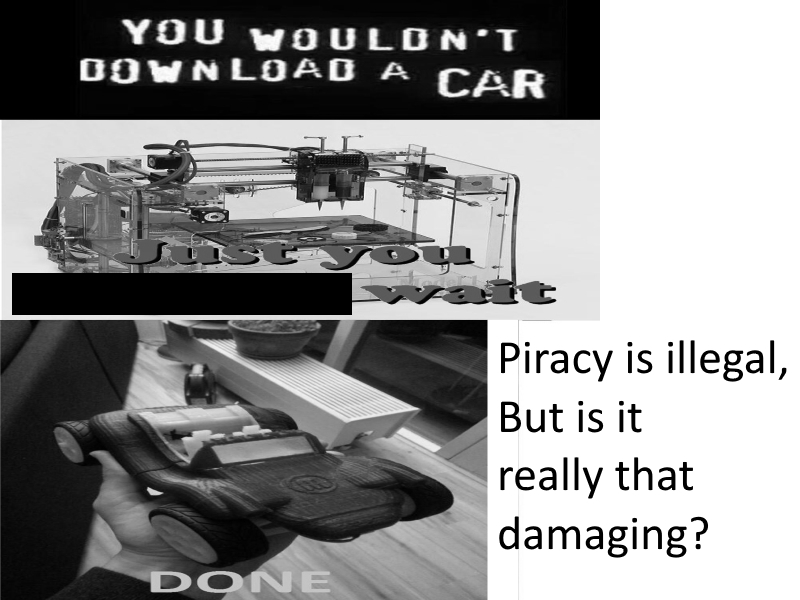 YOU WOULDN'T
DOWNLOAD A CAR
Just you
wait
DONE
Piracy is illegal,
But is it
really that
damaging?